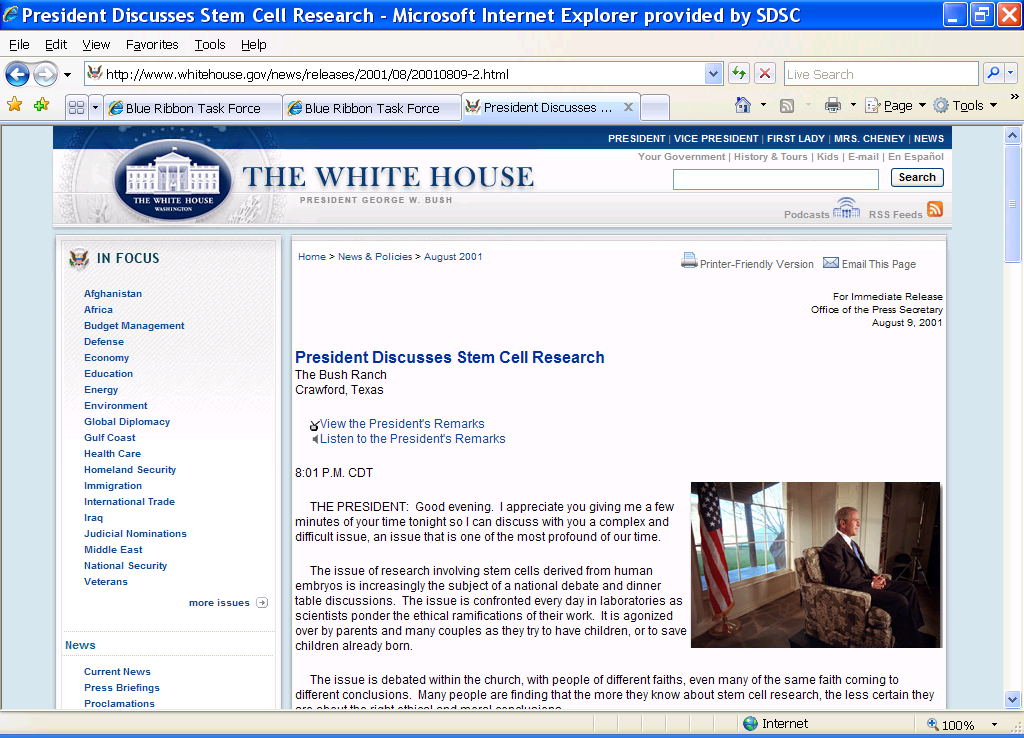 President Discusses Stem Cell Research - Microsoft Internet Explorer provided by SDSC
File Edit View Favorites Tools Help
http://www.whitehouse.gov/news/releases/2001/08/20010809-2.html
Live Search
Blue Ribbon Task Force
Blue Ribbon Task Force
President Discusses ...
Page
Tools
PRESIDENT | VICE PRESIDENT | FIRST LADY | MRS. CHENEY | NEWS
Your Government | History & Tours | Kids | E-mail | En Español
THE WHITE HOUSE
WASHINGTON
THE WHITE HOUSE
PRESIDENT GEORGE W. BUSH
Search
Podcasts
RSS Feeds
IN FOCUS
Afghanistan
Africa
Budget Management
Defense
Economy
Education
Energy
Environment
Global Diplomacy
Gulf Coast
Health Care
Homeland Security
Immigration
International Trade
Iraq
Judicial Nominations
Middle East
National Security
Veterans
more issues
News
Current News
Press Briefings
Proclamations
Home > News & Policies > August 2001
Printer-Friendly Version
Email This Page
For Immediate Release
Office of the Press Secretary
August 9, 2001
President Discusses Stem Cell Research
The Bush Ranch
Crawford, Texas
View the President's Remarks
Listen to the President's Remarks
8:01 P.M. CDT
THE PRESIDENT: Good evening. I appreciate you giving me a few
minutes of your time tonight so I can discuss with you a complex and
difficult issue, an issue that is one of the most profound of our time.
The issue of research involving stem cells derived from human
embryos is increasingly the subject of a national debate and dinner
table discussions. The issue is confronted every day in laboratories as
scientists ponder the ethical ramifications of their work. It is agonized
over by parents and many couples as they try to have children, or to save
children already born.
The issue is debated within the church, with people of different faiths, even many of the same faith coming to
different conclusions. Many people are finding that the more they know about stem cell research, the less certain they
are about the right ethical and moral conclusions.
Internet
100%